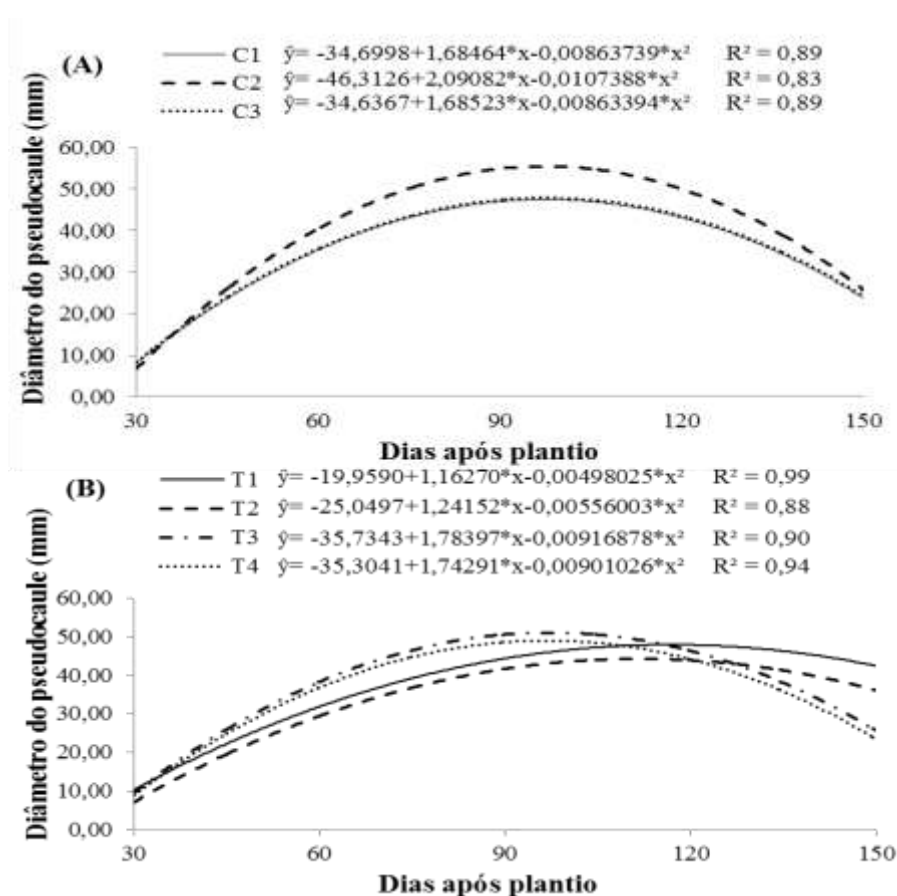 (A)
C1 ŷ= -34,6998+1,68464*x-0,00863739*x² R² = 0,89
C2 ŷ= -46,3126+2,09082*x-0,0107388*x² R² = 0,83
C3 ŷ= -34,6367+1,68523*x-0,00863394*x² R² = 0,89
Diâmetro do pseudocaule (mm)
60,00
50,00
40,00
30,00
20,00
10,00
0,00
30 60 90 120 150
Dias após plantio
(B)
T1 ŷ= -19,9590+1,16270*x-0,00498025*x² R² = 0,99
T2 ŷ= -25,0497+1,24152*x-0,00556003*x² R² = 0,88
T3 ŷ= -35,7343+1,78397*x-0,00916878*x² R² = 0,90
T4 ŷ= -35,3041+1,74291*x-0,00901026*x² R² = 0,94
Diâmetro do pseudocaule (mm)
60,00
50,00
40,00
30,00
20,00
10,00
0,00
30 60 90 120 150
Dias após plantio